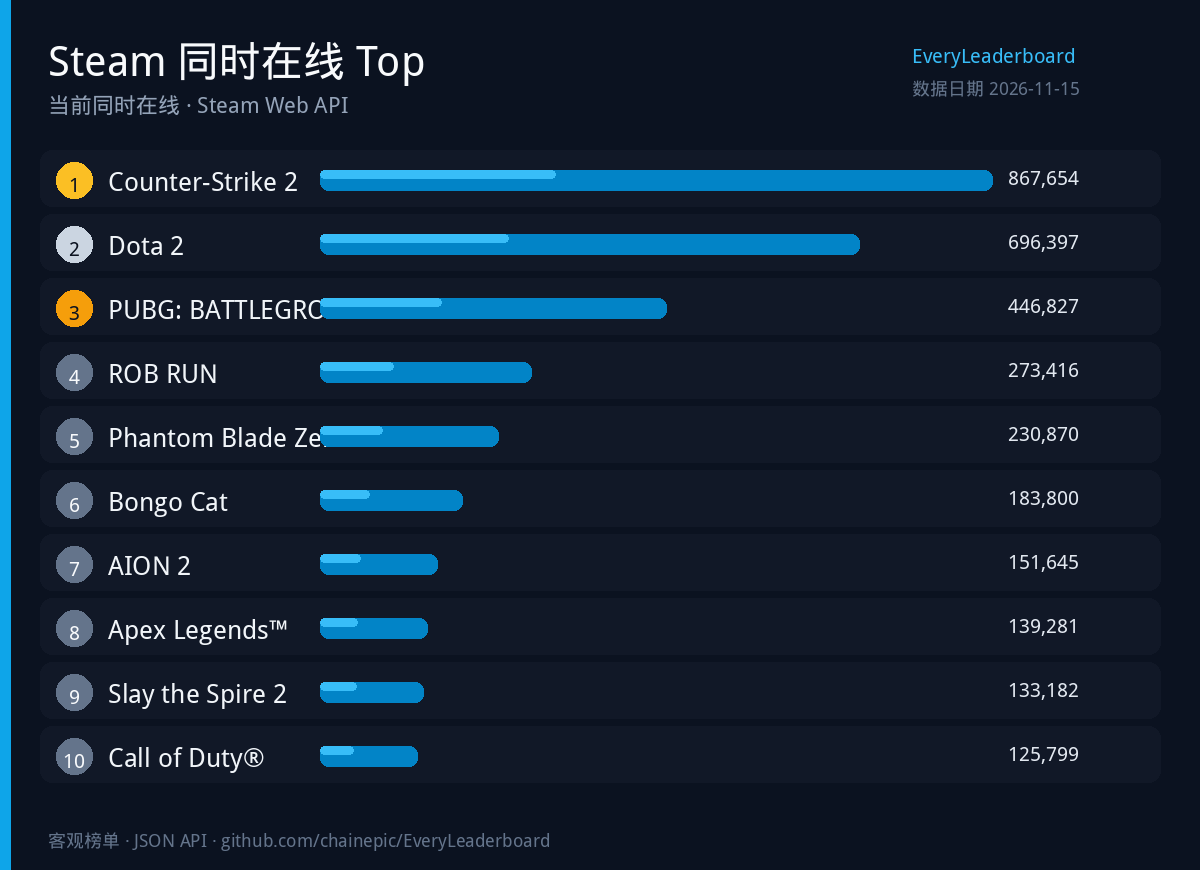 Steam 同时在线 Top
当前同时在线 · Steam Web API
EveryLeaderboard
数据日期 2026-11-15
1 Counter-Strike 2 867,654
2 Dota 2 696,397
3 PUBG: BATTLEGRO 446,827
4 ROB RUN 273,416
5 Phantom Blade Ze 230,870
6 Bongo Cat 183,800
7 AION 2 151,645
8 Apex Legends™ 139,281
9 Slay the Spire 2 133,182
10 Call of Duty® 125,799
客观榜单 · JSON API · github.com/chainepic/EveryLeaderboard